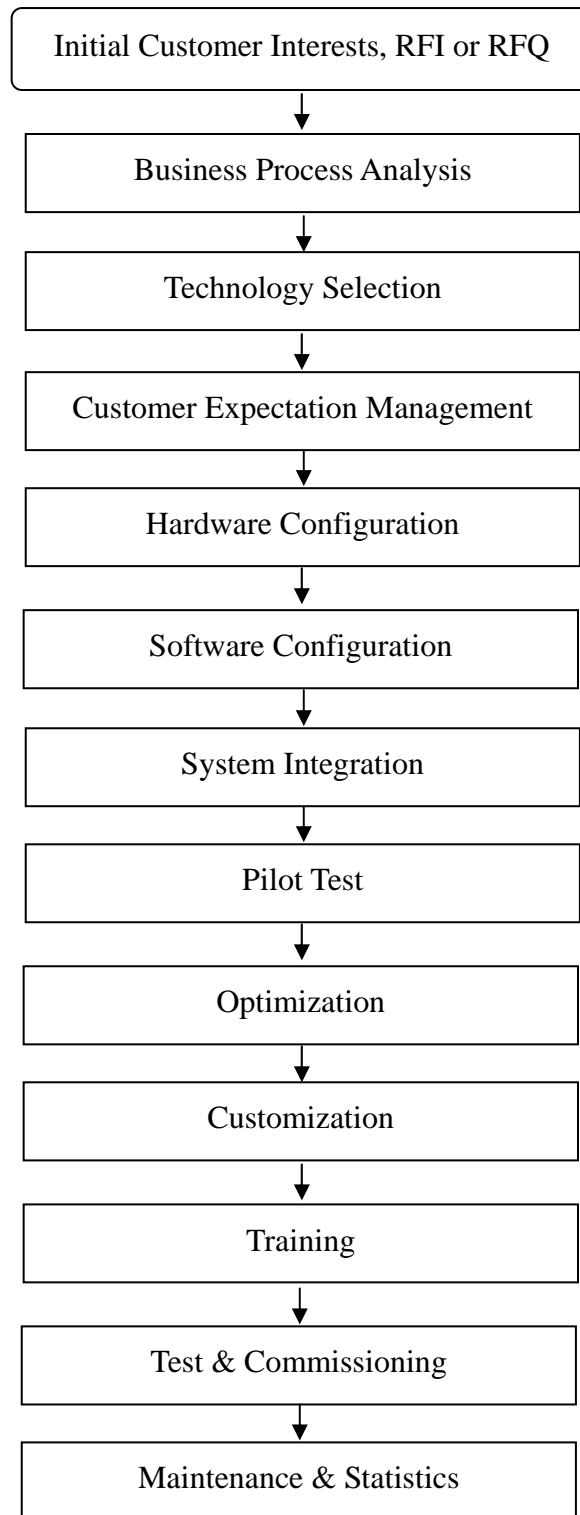 Initial Customer Interests, RFI or RFQ
Business Process Analysis
Technology Selection
Customer Expectation Management
Hardware Configuration
Software Configuration
System Integration
Pilot Test
Optimization
Customization
Training
Test & Commissioning
Maintenance & Statistics